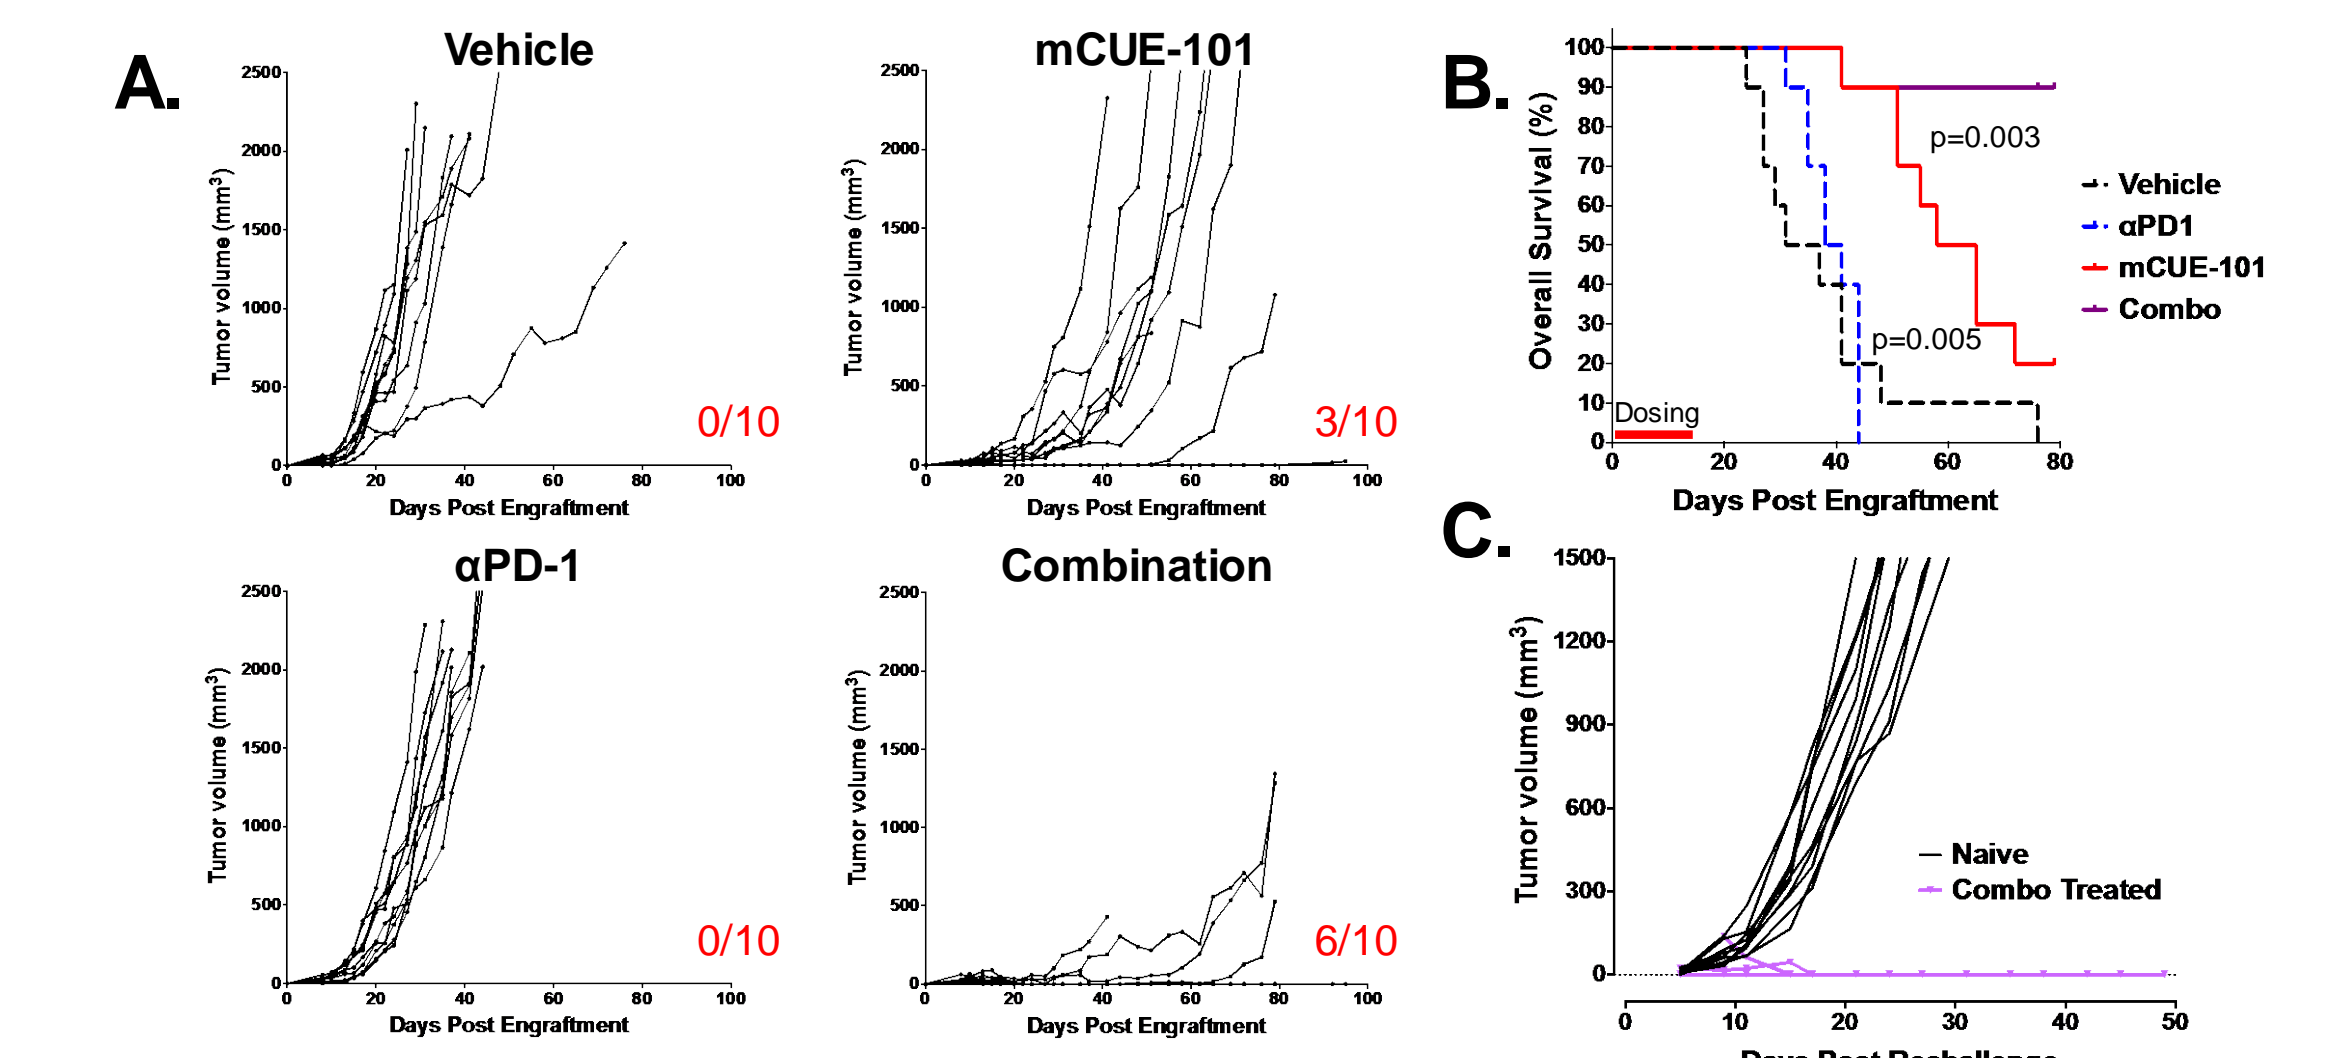 A.
Vehicle
2500
2000
1500
1000
500
0
0 20 40 60 80 100
Tumor volume (mm³)
Days Post Engraftment
0/10
mCUE-101
2500
2000
1500
1000
500
0
0 20 40 60 80 100
Tumor volume (mm³)
Days Post Engraftment
3/10
αPD-1
2500
2000
1500
1000
500
0
0 20 40 60 80 100
Tumor volume (mm³)
Days Post Engraftment
0/10
Combination
2500
2000
1500
1000
500
0
0 20 40 60 80 100
Tumor volume (mm³)
Days Post Engraftment
6/10
B.
100
90
80
70
60
50
40
30
20
10
0
0 20 40 60 80
Overall Survival (%)
Days Post Engraftment
p=0.003
p=0.005
Dosing
Vehicle
αPD1
mCUE-101
Combo
C.
1500
1200
900
600
300
0
0 10 20 30 40 50
Tumor volume (mm³)
Naive
Combo Treated
Days Post Rechallenge